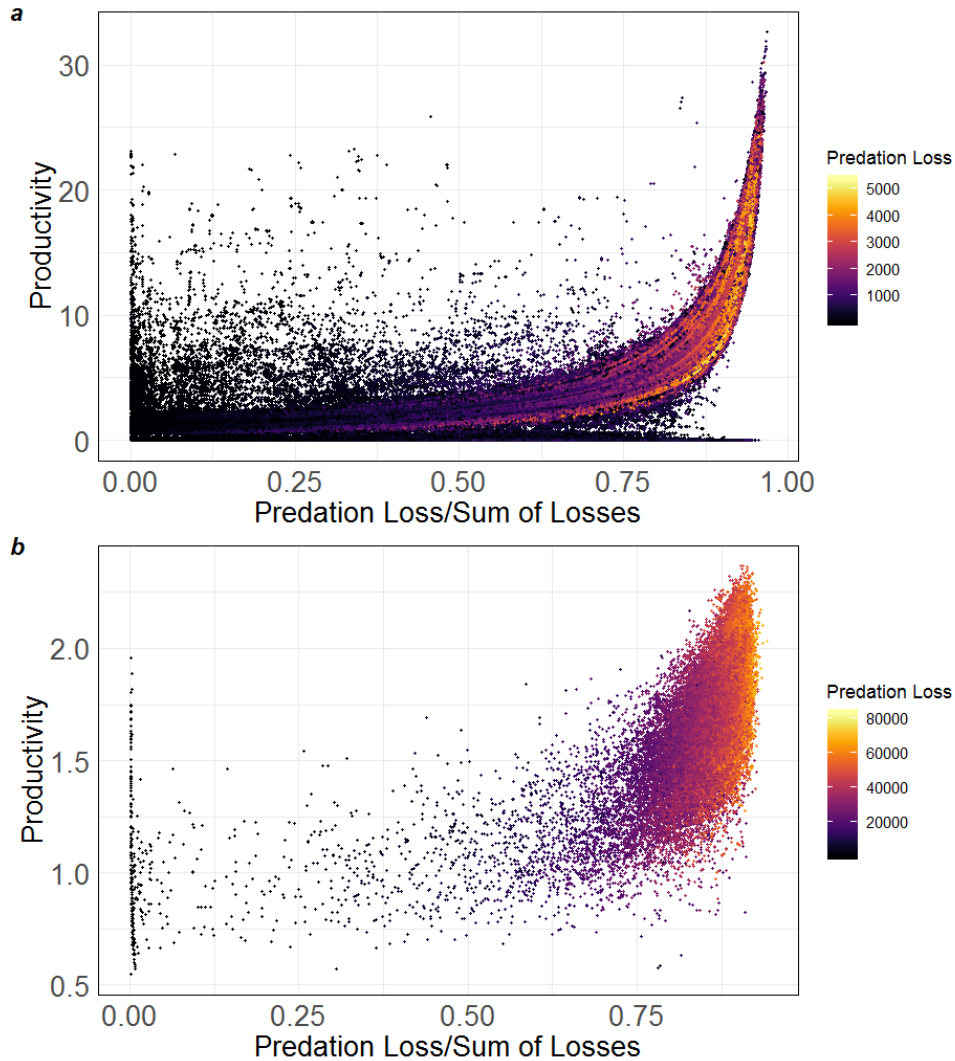 a
Productivity
30
20
10
0
0.00 0.25 0.50 0.75 1.00
Predation Loss/Sum of Losses
Predation Loss
5000
4000
3000
2000
1000
b
Productivity
2.0
1.5
1.0
0.5
0.00 0.25 0.50 0.75
Predation Loss/Sum of Losses
Predation Loss
80000
60000
40000
20000